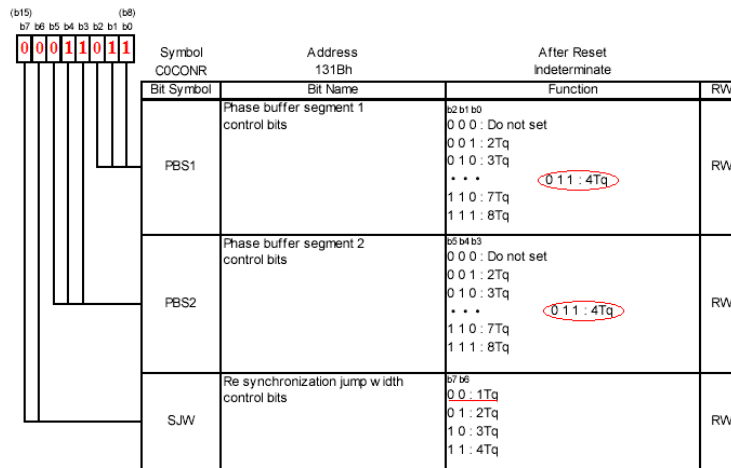 (b15) (b8)
b7 b6 b5 b4 b3 b2 b1 b0
0 0 0 1 1 0 1 1
Symbol Address After Reset
C0CONR 131Bh Indeterminate
Bit Symbol Bit Name Function RW
PBS1 Phase buffer segment 1
control bits
b2 b1 b0
0 0 0 : Do not set
0 0 1 : 2Tq
0 1 0 : 3Tq
• • • 0 1 1 : 4Tq
1 1 0 : 7Tq
1 1 1 : 8Tq
RW
PBS2 Phase buffer segment 2
control bits
b5 b4 b3
0 0 0 : Do not set
0 0 1 : 2Tq
0 1 0 : 3Tq
• • • 0 1 1 : 4Tq
1 1 0 : 7Tq
1 1 1 : 8Tq
RW
SJW Re synchronization jump width
control bits
b7 b6
0 0 : 1Tq
0 1 : 2Tq
1 0 : 3Tq
1 1 : 4Tq
RW